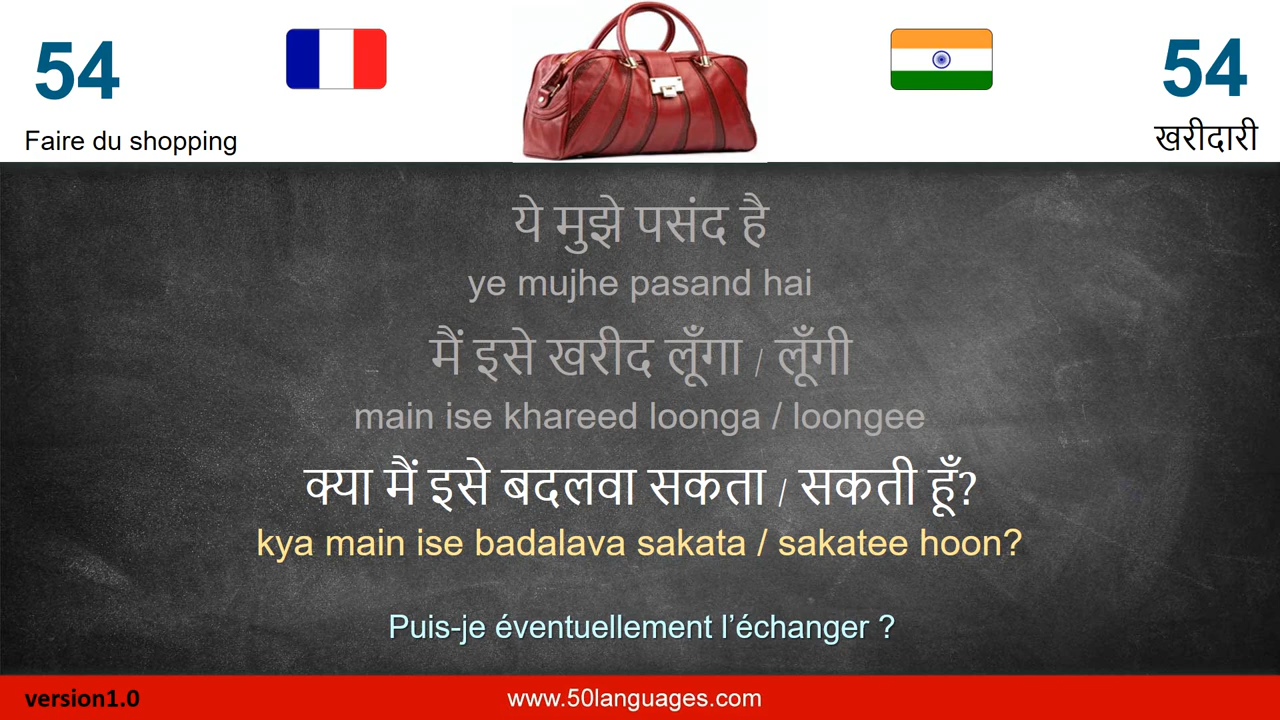 54
54
Faire du shopping
खरीदारी
ये मुझे पसंद है
ye mujhe pasand hai
मैं इसे खरीद लूँगा / लूँगी
main ise khareed loonga / loongee
क्या मैं इसे बदलवा सकता / सकती हूँ?
kya main ise badalava sakata / sakatee hoon?
Puis-je éventuellement l’échanger ?
version1.0
www.50languages.com